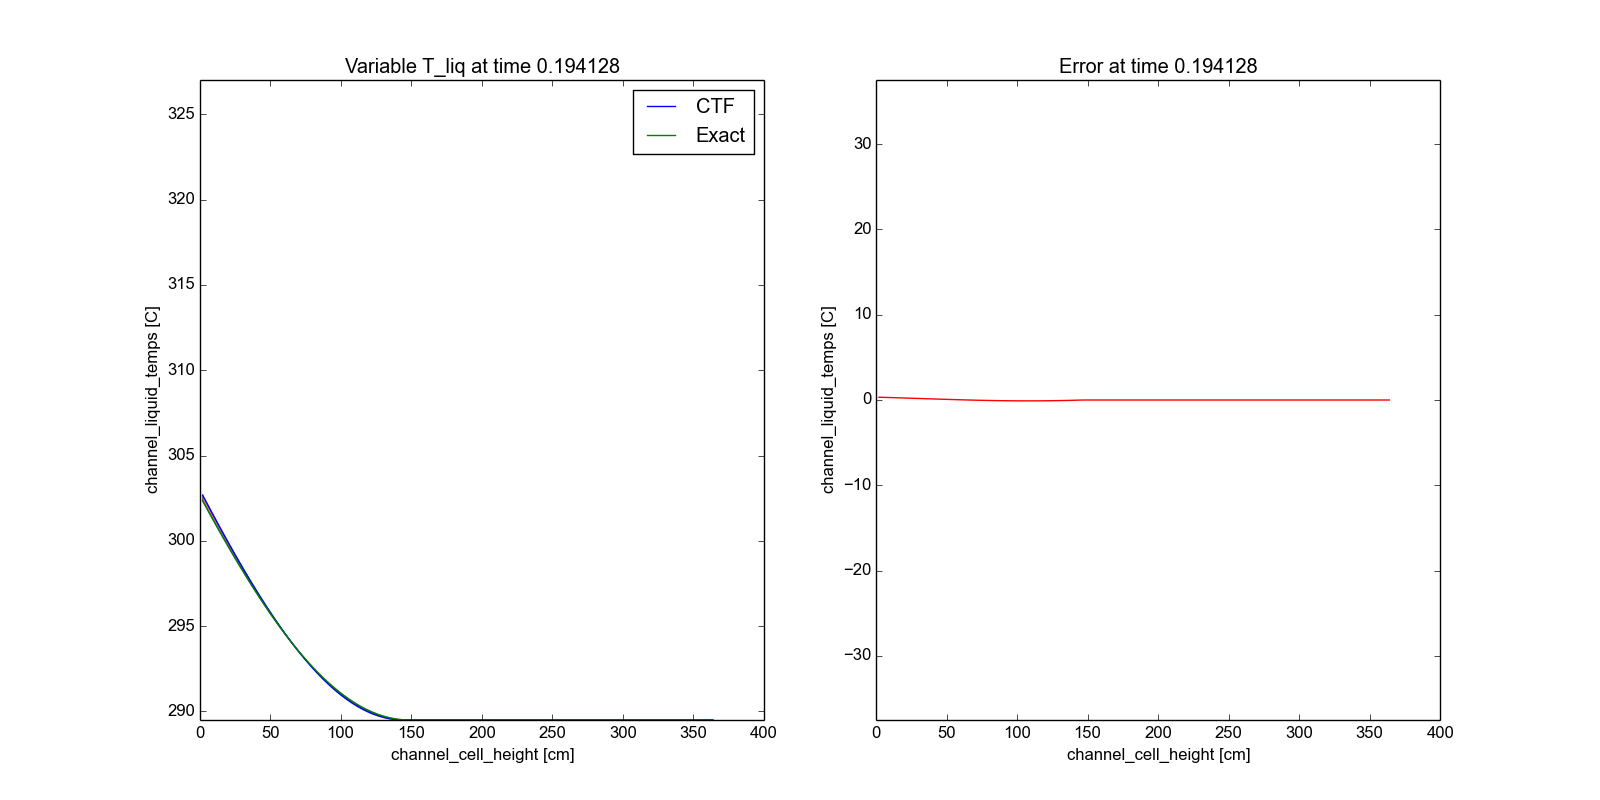 Variable T_liq at time 0.194128
CTF
Exact
325
320
315
310
305
300
295
290
0 50 100 150 200 250 300 350 400
channel_cell_height [cm]
channel_liquid_temps [C]
Error at time 0.194128
30
20
10
0
−10
−20
−30
0 50 100 150 200 250 300 350 400
channel_cell_height [cm]
channel_liquid_temps [C]